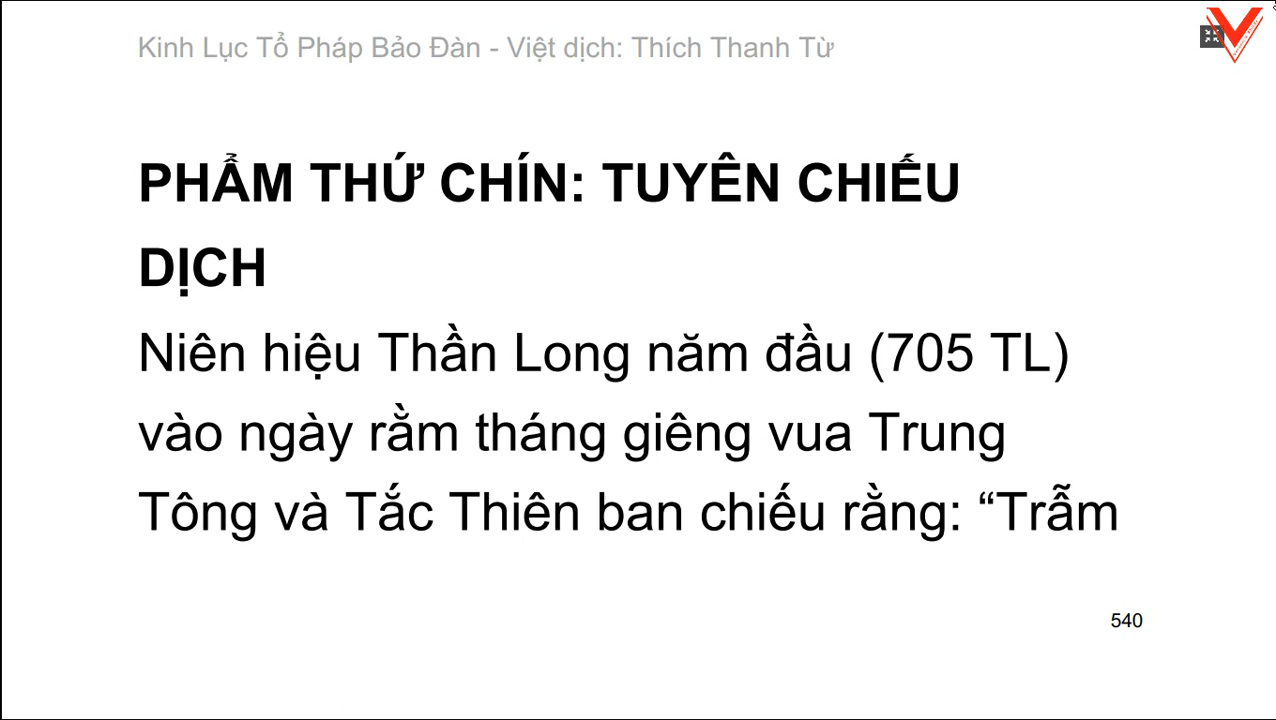 Kinh Lục Tổ Pháp Bảo Đàn - Việt dịch: Thích Thanh Từ
PHẨM THỨ CHÍN: TUYÊN CHIẾU
DỊCH
Niên hiệu Thần Long năm đầu (705 TL)
vào ngày rằm tháng giêng vua Trung
Tông và Tắc Thiên ban chiếu rằng: “Trẫm
540